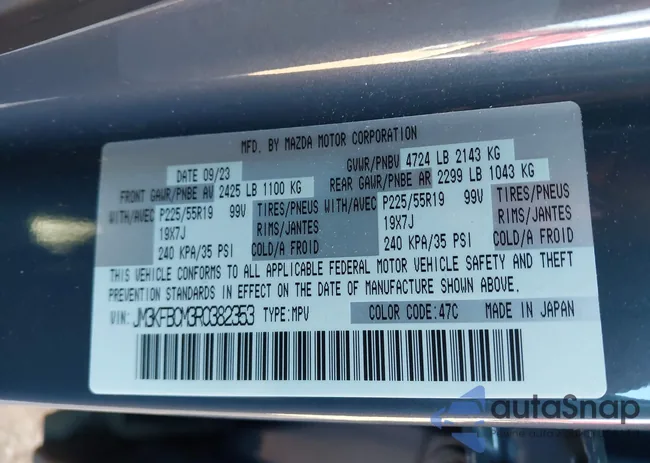 MFD. BY MAZDA MOTOR CORPORATION
DATE 09/23 GVWR/PNBV 4724 LB 2143 KG
FRONT GAWR/PNBE AV 2425 LB 1100 KG REAR GAWR/PNBE AR 2299 LB 1043 KG
WITH/AVEC P225/55R19 99V TIRES/PNEUS WITH/AVEC P225/55R19 99V TIRES/PNEUS
19X7J RIMS/JANTES 19X7J RIMS/JANTES
240 KPA/35 PSI COLD/A FROID 240 KPA/35 PSI COLD/A FROID
THIS VEHICLE CONFORMS TO ALL APPLICABLE FEDERAL MOTOR VEHICLE SAFETY AND THEFT
PREVENTION STANDARDS IN EFFECT ON THE DATE OF MANUFACTURE SHOWN ABOVE.
VIN: JM3KFBCM3R0382353 TYPE:MPV COLOR CODE:47C MADE IN JAPAN
autoSnap